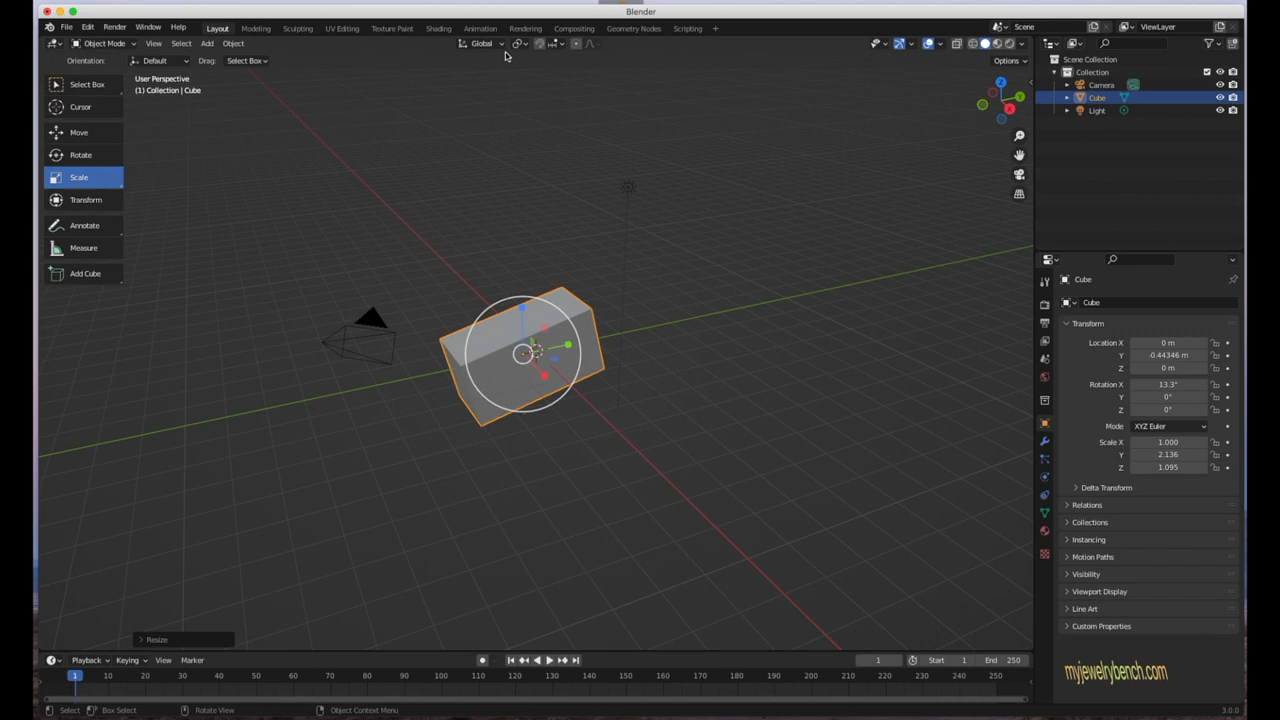 Blender
File Edit Render Window Help Layout Modeling Sculpting UV Editing Texture Paint Shading Animation Rendering Compositing Geometry Nodes Scripting + Scene ViewLayer
Object Mode View Select Add Object Global
Orientation: Default Drag: Select Box Options
User Perspective
(1) Collection | Cube
Select Box
Cursor
Move
Rotate
Scale
Transform
Annotate
Measure
Add Cube
Z
Y
X
Scene Collection
Collection
Camera
Cube
Light
Cube
Cube
Transform
Location X 0 m
Y -0.44346 m
Z 0 m
Rotation X 13.3°
Y 0°
Z 0°
Mode XYZ Euler
Scale X 1.000
Y 2.136
Z 1.095
Delta Transform
Relations
Collections
Instancing
Motion Paths
Visibility
Viewport Display
Line Art
Custom Properties
myjewelrybench.com
Resize
Playback Keying View Marker 1 Start 1 End 250
1 10 20 30 40 50 60 70 80 90 100 110 120 130 140 150 160 170 180 190 200 210 220 230 240 250
Select Box Select Rotate View Object Context Menu 3.0.0